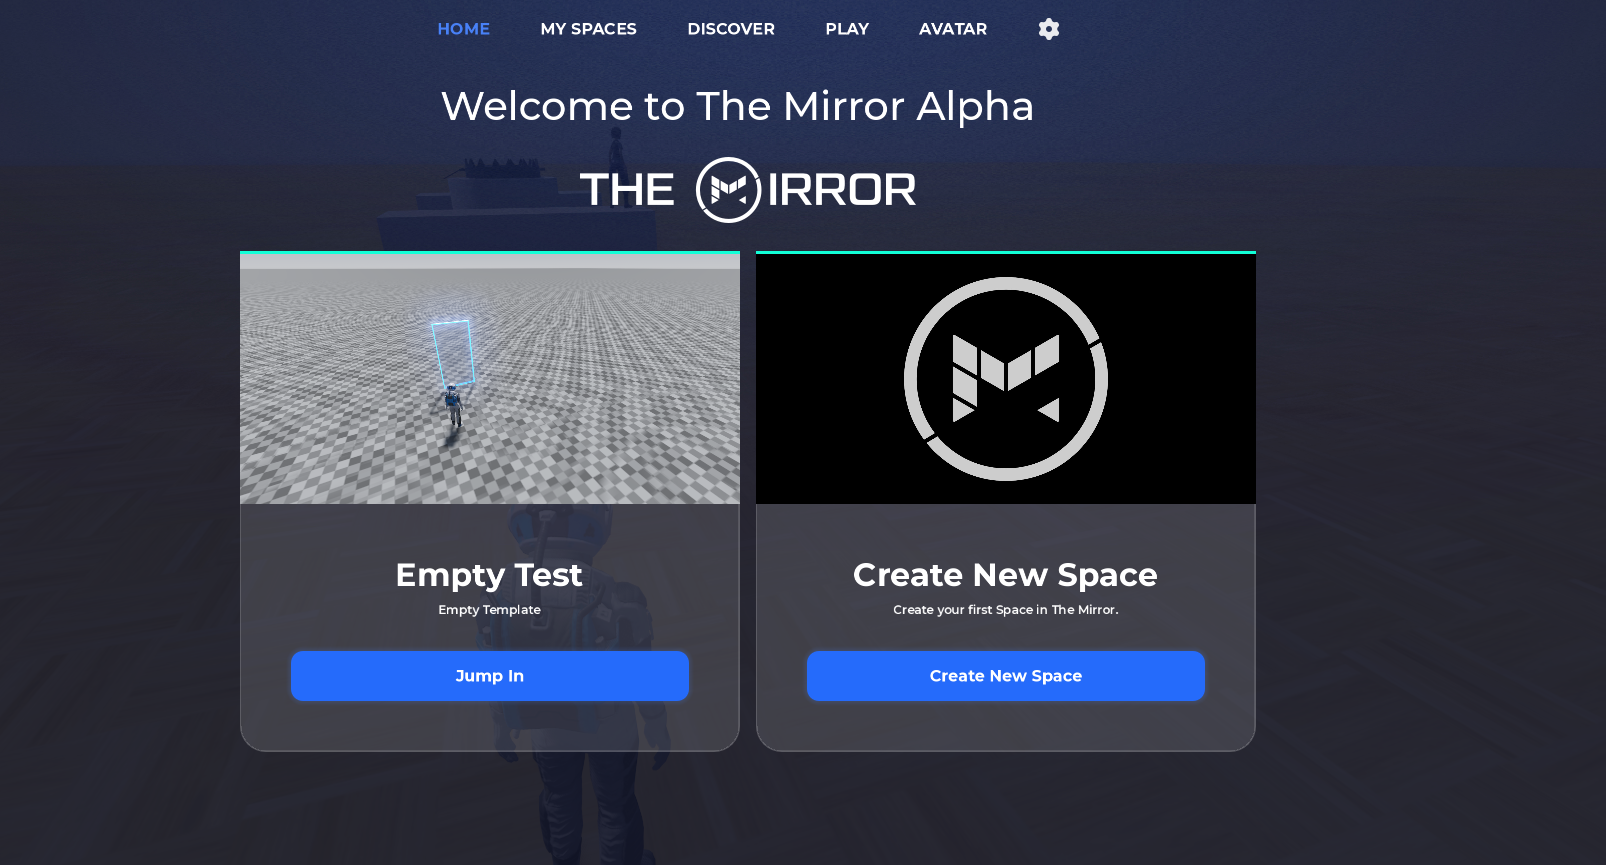 HOME MY SPACES DISCOVER PLAY AVATAR
Welcome to The Mirror Alpha
THE MIRROR
Empty Test
Empty Template
Jump In
Create New Space
Create your first Space in The Mirror.
Create New Space